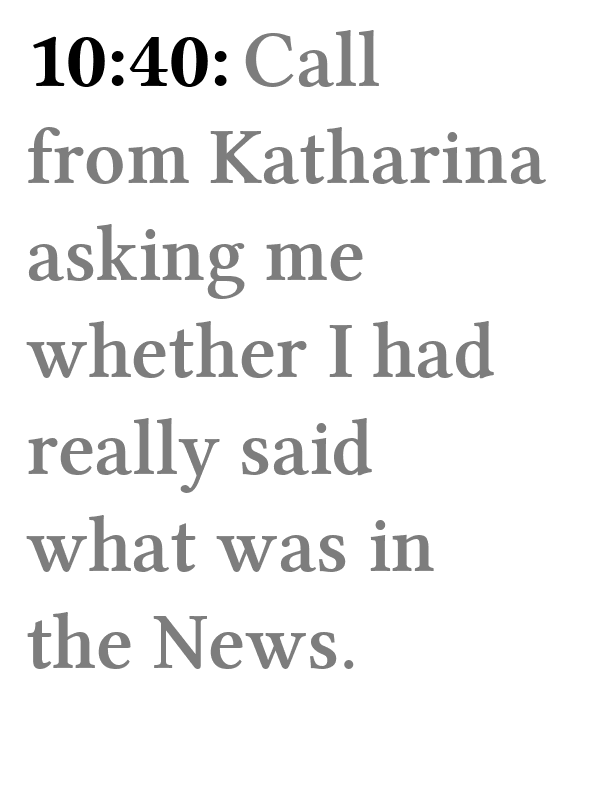 10:40: Call
from Katharina
asking me
whether I had
really said
what was in
the News.